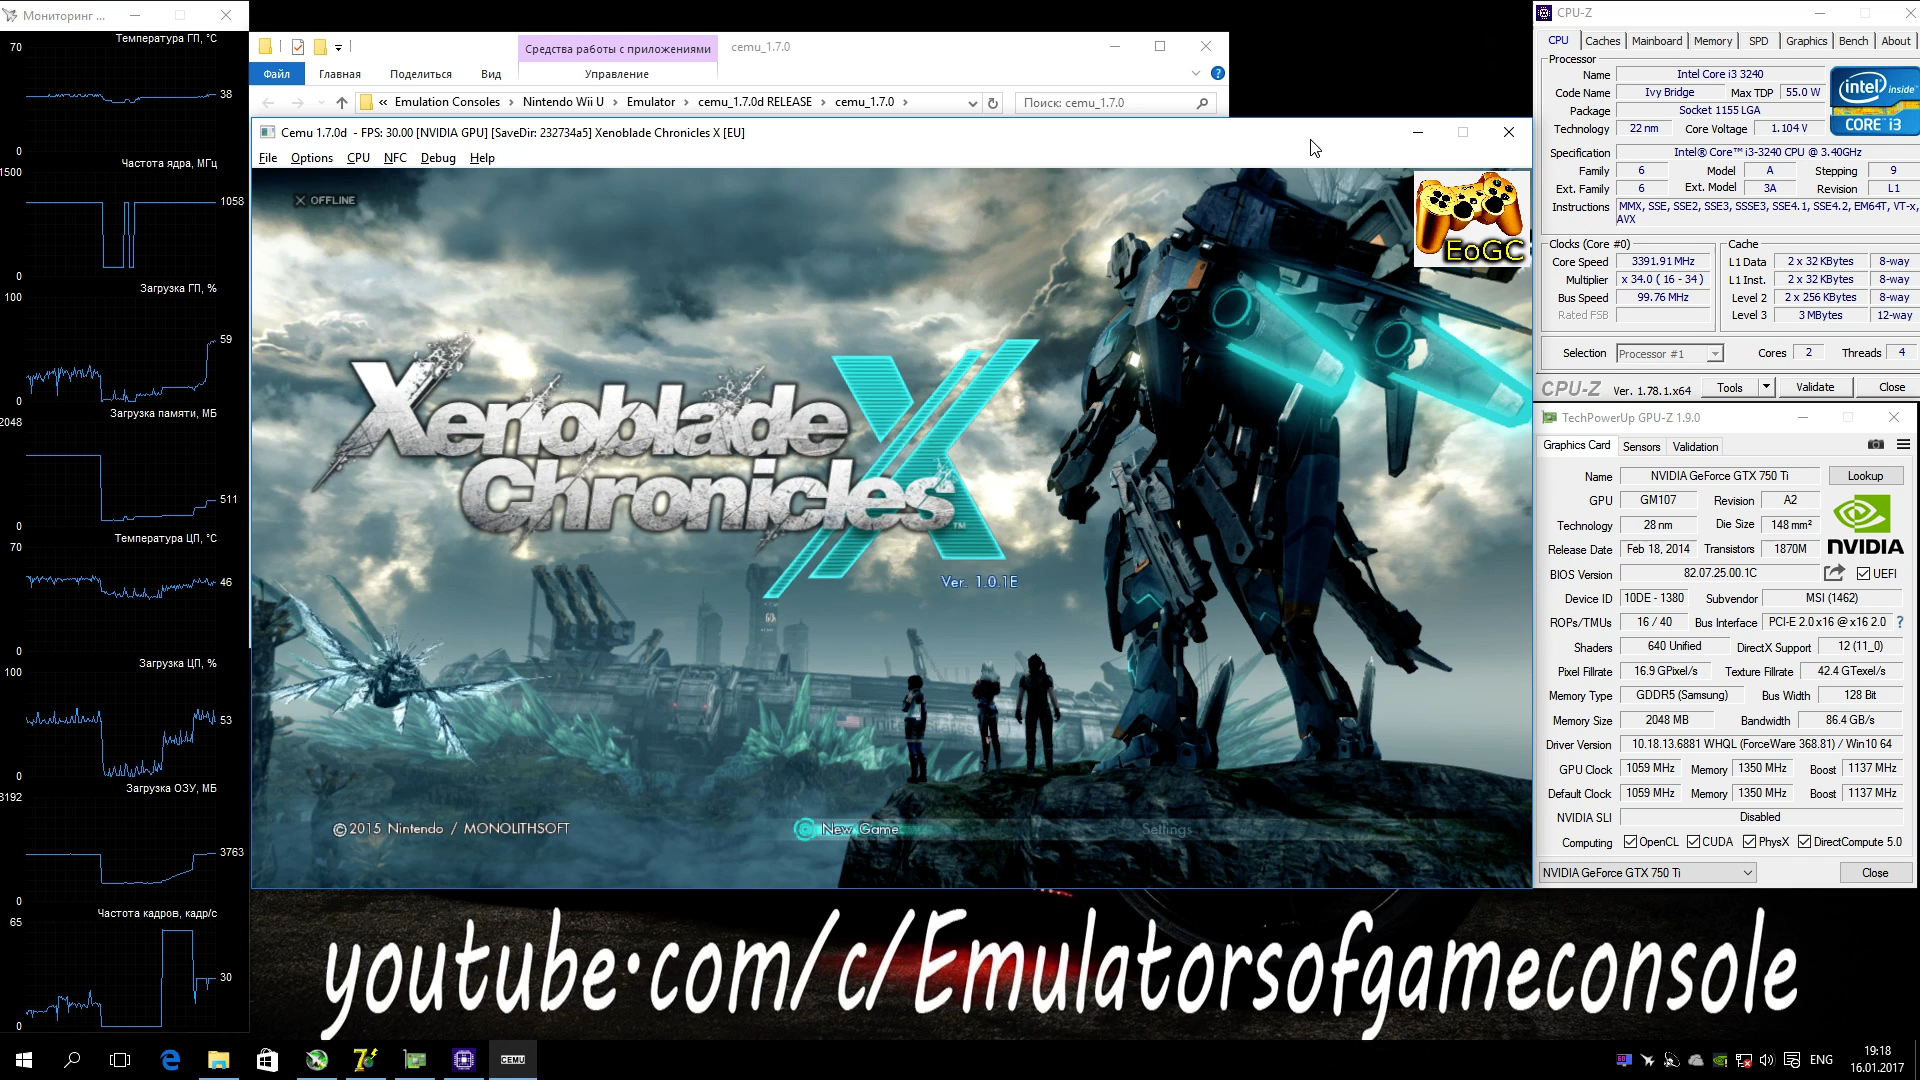 Мониторинг ...
Температура ГП, °C
70
38
0
Частота ядра, МГц
1500
1058
0
Загрузка ГП, %
100
59
0
Загрузка памяти, МБ
2048
511
0
Температура ЦП, °C
70
46
0
Загрузка ЦП, %
100
53
0
Загрузка ОЗУ, МБ
8192
3763
0
Частота кадров, кадр/с
65
30
0
Средства работы с приложениями
cemu_1.7.0
Файл Главная Поделиться Вид Управление
« Emulation Consoles > Nintendo Wii U > Emulator > cemu_1.7.0d RELEASE > cemu_1.7.0 >
Поиск: cemu_1.7.0
Cemu 1.7.0d - FPS: 30.00 [NVIDIA GPU] [SaveDir: 232734a5] Xenoblade Chronicles X [EU]
File Options CPU NFC Debug Help
OFFLINE
EoGC
Xenoblade
Chronicles X™
Ver. 1.0.1E
©2015 Nintendo / MONOLITHSOFT
New Game
Settings
youtube.com/c/Emulatorsofgameconsole
CPU-Z
CPU Caches Mainboard Memory SPD Graphics Bench About
Processor
Name Intel Core i3 3240
Code Name Ivy Bridge Max TDP 55.0 W
Package Socket 1155 LGA
Technology 22 nm Core Voltage 1.104 V
intel inside™
CORE i3
Specification Intel® Core™ i3-3240 CPU @ 3.40GHz
Family 6 Model A Stepping 9
Ext. Family 6 Ext. Model 3A Revision L1
Instructions MMX, SSE, SSE2, SSE3, SSSE3, SSE4.1, SSE4.2, EM64T, VT-x,
AVX
Clocks (Core #0) Cache
Core Speed 3391.91 MHz L1 Data 2 x 32 KBytes 8-way
Multiplier x 34.0 ( 16 - 34 ) L1 Inst. 2 x 32 KBytes 8-way
Bus Speed 99.76 MHz Level 2 2 x 256 KBytes 8-way
Rated FSB Level 3 3 MBytes 12-way
Selection Processor #1 Cores 2 Threads 4
CPU-Z Ver. 1.78.1.x64 Tools Validate Close
TechPowerUp GPU-Z 1.9.0
Graphics Card Sensors Validation
Name NVIDIA GeForce GTX 750 Ti Lookup
GPU GM107 Revision A2
Technology 28 nm Die Size 148 mm²
NVIDIA
Release Date Feb 18, 2014 Transistors 1870M
BIOS Version 82.07.25.00.1C UEFI
Device ID 10DE - 1380 Subvendor MSI (1462)
ROPs/TMUs 16 / 40 Bus Interface PCI-E 2.0 x16 @ x16 2.0 ?
Shaders 640 Unified DirectX Support 12 (11_0)
Pixel Fillrate 16.9 GPixel/s Texture Fillrate 42.4 GTexel/s
Memory Type GDDR5 (Samsung) Bus Width 128 Bit
Memory Size 2048 MB Bandwidth 86.4 GB/s
Driver Version 10.18.13.6881 WHQL (ForceWare 368.81) / Win10 64
GPU Clock 1059 MHz Memory 1350 MHz Boost 1137 MHz
Default Clock 1059 MHz Memory 1350 MHz Boost 1137 MHz
NVIDIA SLI Disabled
Computing OpenCL CUDA PhysX DirectCompute 5.0
NVIDIA GeForce GTX 750 Ti Close
CEMU
ENG
19:18
16.01.2017